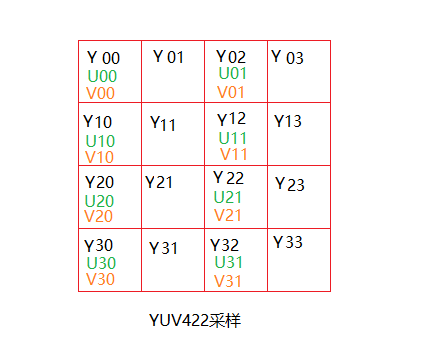 Y 00 Y 01 Y 02 Y 03
U00 U01
V00 V01
Y10 Y11 Y12 Y13
U10 U11
V10 V11
Y20 Y21 Y22 Y23
U20 U21
V20 V21
Y30 Y31 Y32 Y33
U30 U31
V30 V31
YUV422采样